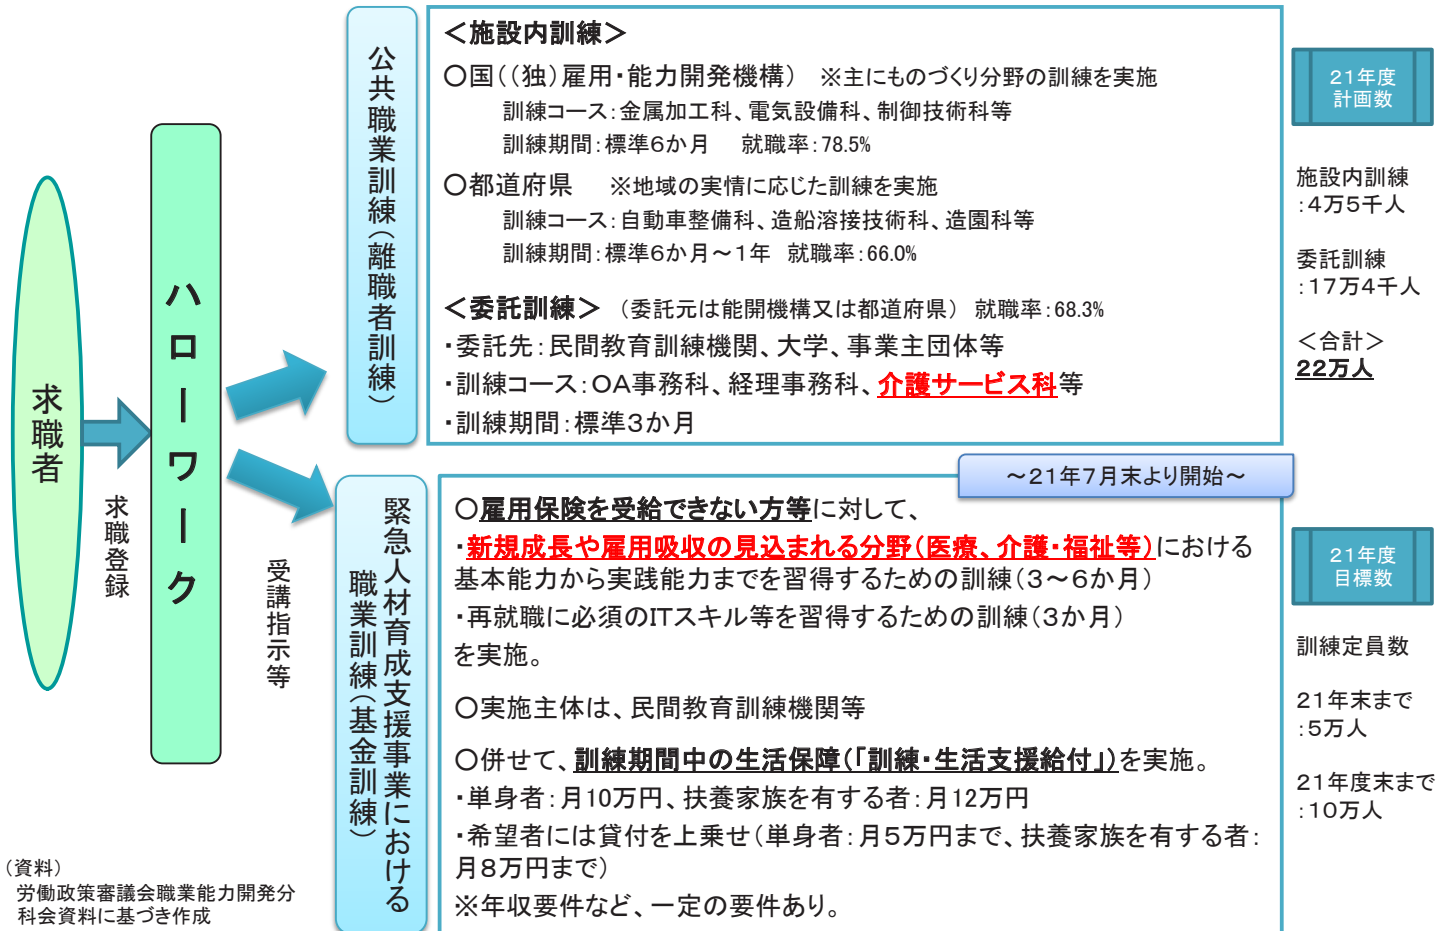 求職者
求職登録
ハローワーク
受講指示等
公共職業訓練(離職者訓練)
＜施設内訓練＞
○国((独)雇用・能力開発機構) ※主にものづくり分野の訓練を実施
訓練コース：金属加工科、電気設備科、制御技術科等
訓練期間：標準6か月 就職率：78.5%
○都道府県 ※地域の実情に応じた訓練を実施
訓練コース：自動車整備科、造船溶接技術科、造園科等
訓練期間：標準6か月～1年 就職率：66.0%
＜委託訓練＞ (委託元は能開機構又は都道府県) 就職率：68.3%
・委託先：民間教育訓練機関、大学、事業主団体等
・訓練コース：OA事務科、経理事務科、介護サービス科等
・訓練期間：標準3か月
21年度
計画数
施設内訓練
：4万5千人
委託訓練
：17万4千人
＜合計＞
22万人
緊急人材育成支援事業における
職業訓練(基金訓練)
～21年7月末より開始～
○雇用保険を受給できない方等に対して、
・新規成長や雇用吸収の見込まれる分野(医療、介護・福祉等)における
基本能力から実践能力までを習得するための訓練(3～6か月)
・再就職に必須のITスキル等を習得するための訓練(3か月)
を実施。
○実施主体は、民間教育訓練機関等
○併せて、訓練期間中の生活保障(「訓練・生活支援給付」)を実施。
・単身者：月10万円、扶養家族を有する者：月12万円
・希望者には貸付を上乗せ(単身者：月5万円まで、扶養家族を有する者：
月8万円まで)
※年収要件など、一定の要件あり。
21年度
目標数
訓練定員数
21年末まで
：5万人
21年度末まで
：10万人
(資料)
労働政策審議会職業能力開発分
科会資料に基づき作成